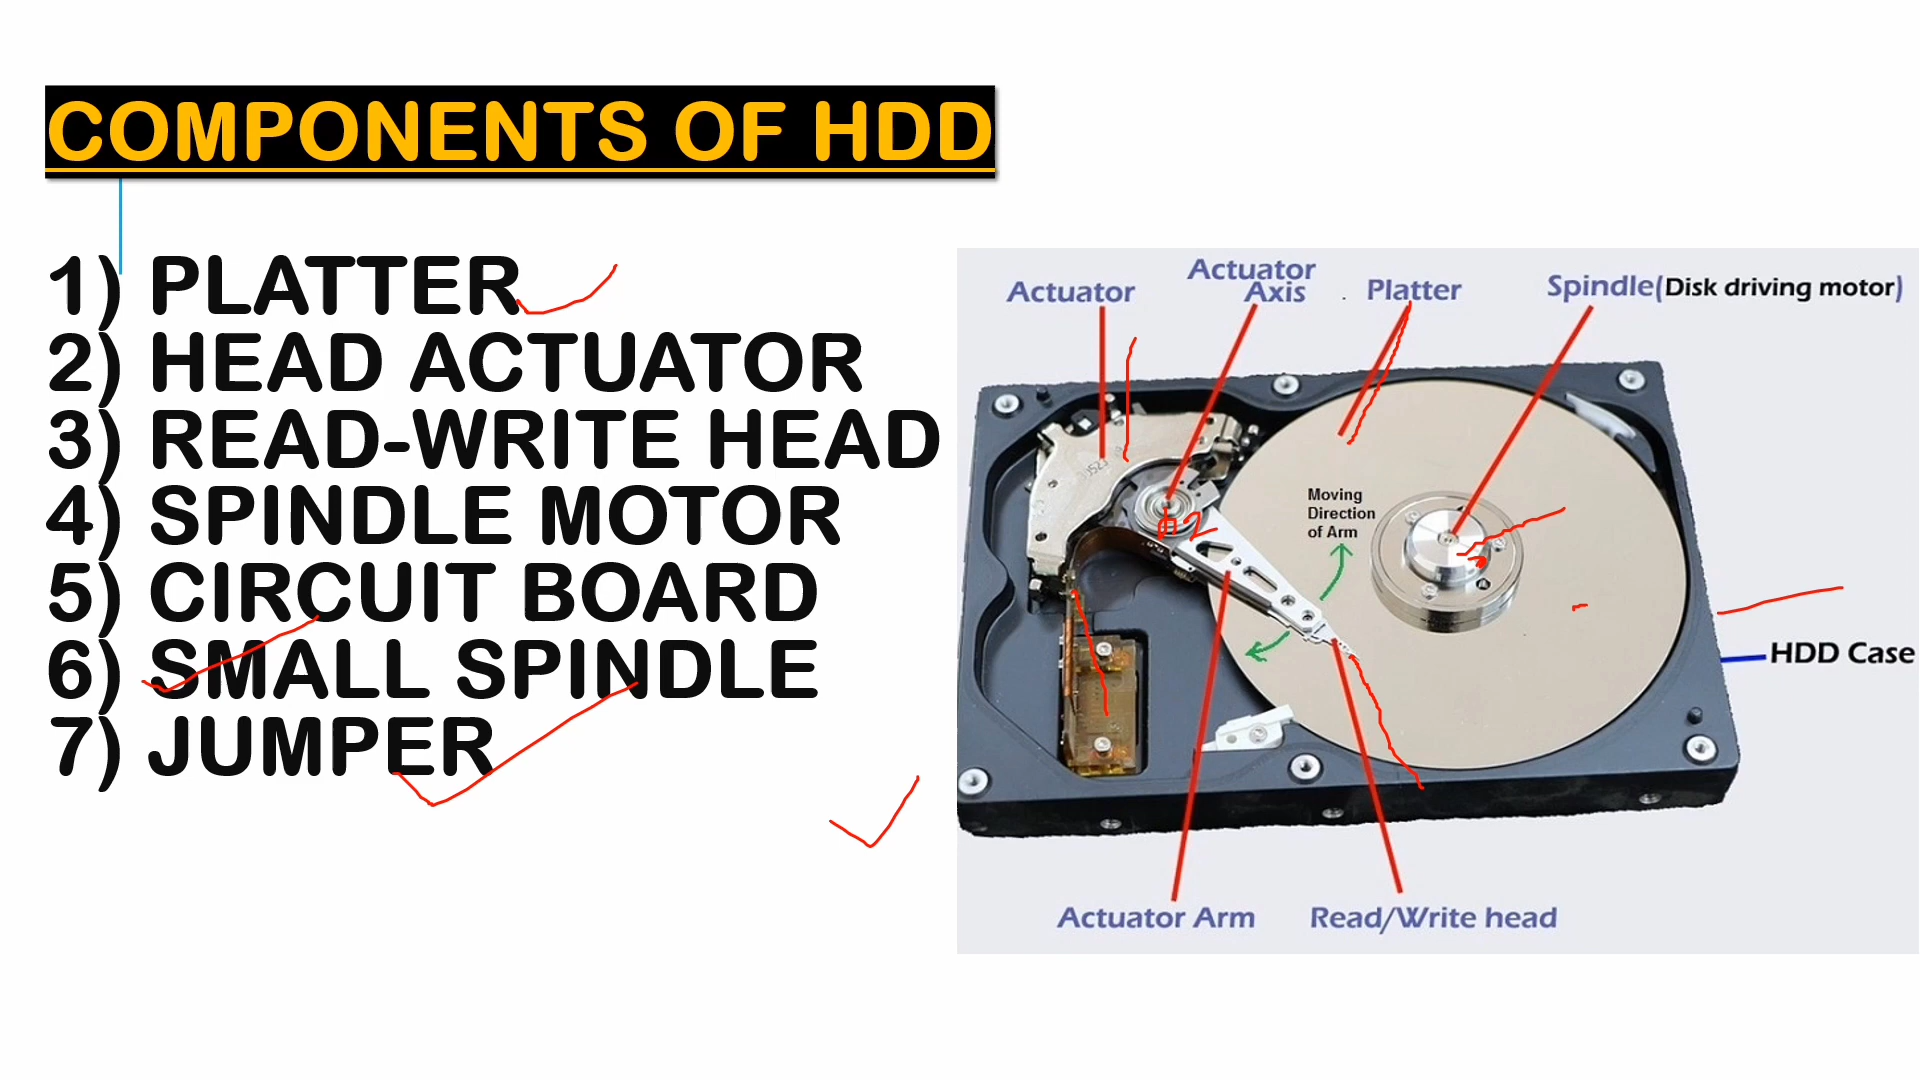 COMPONENTS OF HDD
1) PLATTER
2) HEAD ACTUATOR
3) READ-WRITE HEAD
4) SPINDLE MOTOR
5) CIRCUIT BOARD
6) SMALL SPINDLE
7) JUMPER
Actuator
Actuator
Axis
Platter
Spindle(Disk driving motor)
Moving
Direction
of Arm
2
HDD Case
Actuator Arm
Read/Write head